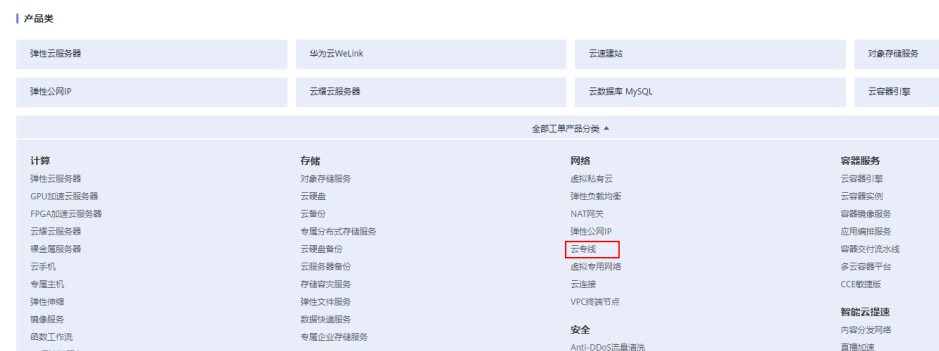 产品类
弹性云服务器
华为云WeLink
云速建站
对象存储服务
弹性公网IP
云耀云服务器
云数据库 MySQL
云容器引擎
全部工单产品分类
计算
弹性云服务器
GPU加速云服务器
FPGA加速云服务器
云耀云服务器
裸金属服务器
云手机
专属主机
弹性伸缩
镜像服务
函数工作流
存储
对象存储服务
云硬盘
云备份
专属分布式存储服务
云硬盘备份
云服务器备份
存储容灾服务
弹性文件服务
数据快递服务
专属企业存储服务
网络
虚拟私有云
弹性负载均衡
NAT网关
弹性公网IP
云专线
虚拟专用网络
云连接
VPC终端节点
安全
Anti-DDoS流量清洗
容器服务
云容器引擎
云容器实例
容器镜像服务
应用编排服务
容器交付流水线
多云容器平台
CCE敏捷版
智能云提速
内容分发网络
直播加速